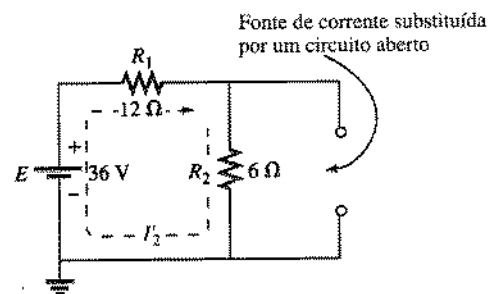 Fonte de corrente substituída
por um circuito aberto
R₁
12 Ω
+
E 36 V R₂ 6 Ω
−
I′₂